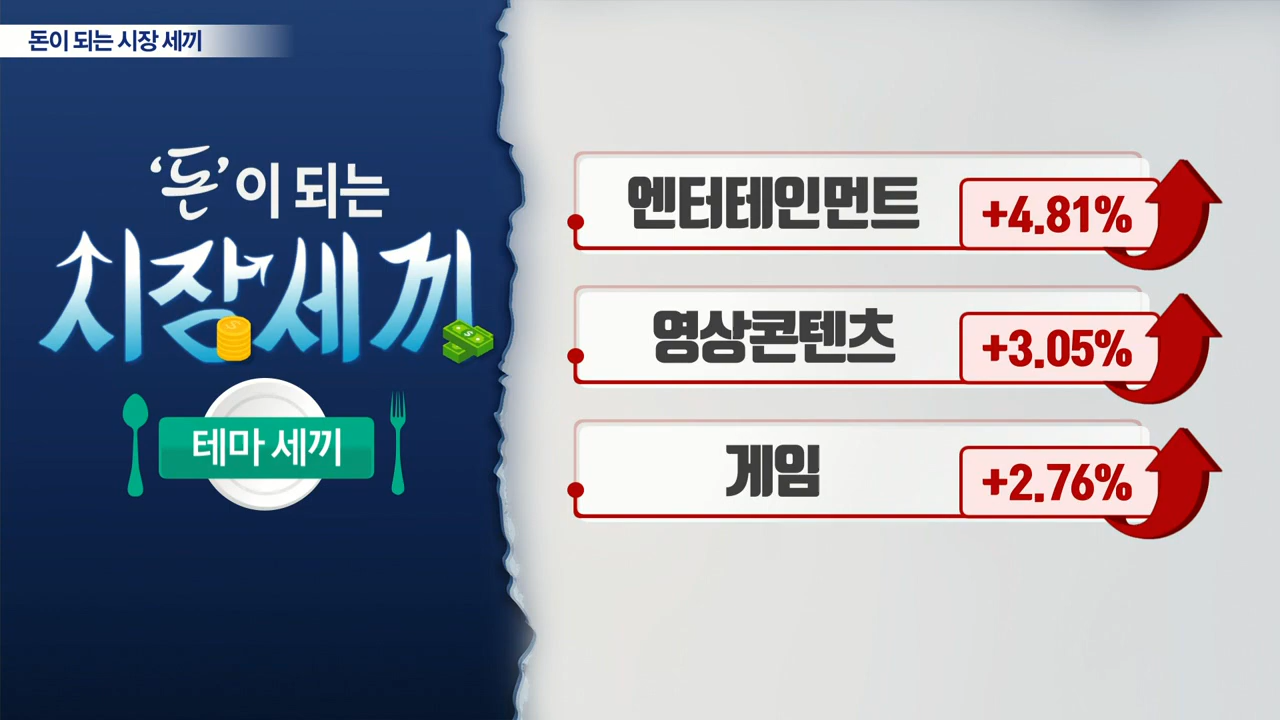 돈이 되는 시장 세끼
‘돈’이 되는
시장세끼
테마 세끼
엔터테인먼트
+4.81%
영상콘텐츠
+3.05%
게임
+2.76%